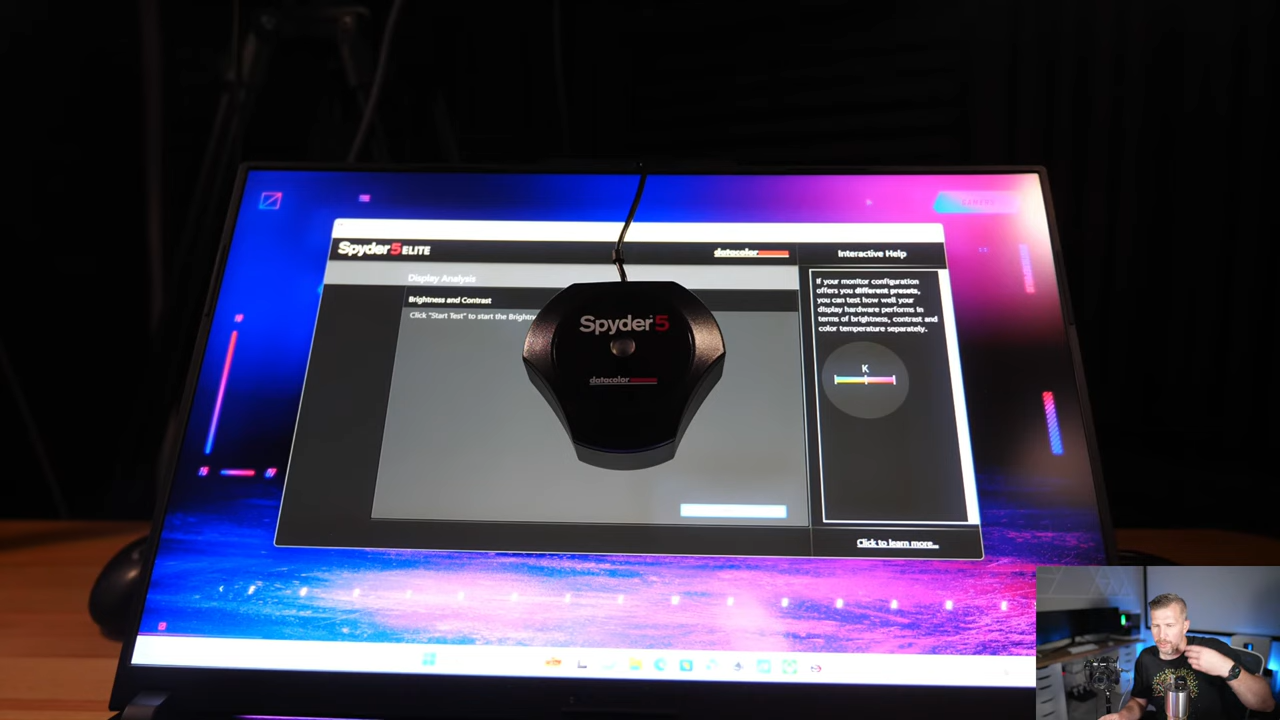 Spyder5ELITE
datacolor
Interactive Help
Display Analysis
Brightness and Contrast
Click "Start Test" to start the Brightn
If your monitor configuration
offers you different presets,
you can test how well your
display hardware performs in
terms of brightness, contrast
and color temperature separately.
K
Spyder5
datacolor
Click to learn more...